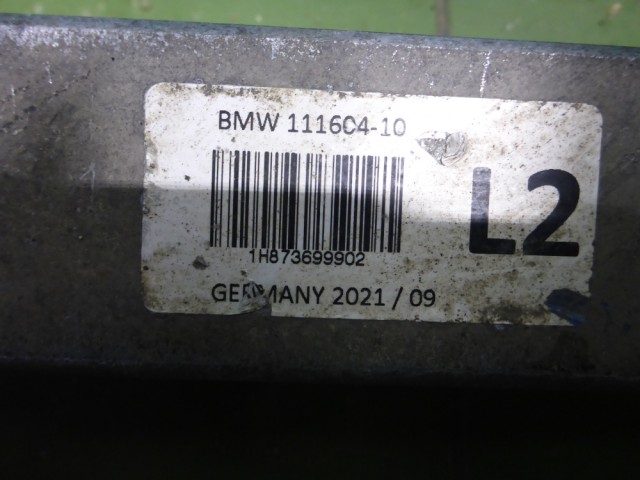 BMW 111604-10
L2
1H873699902
GERMANY 2021 / 09